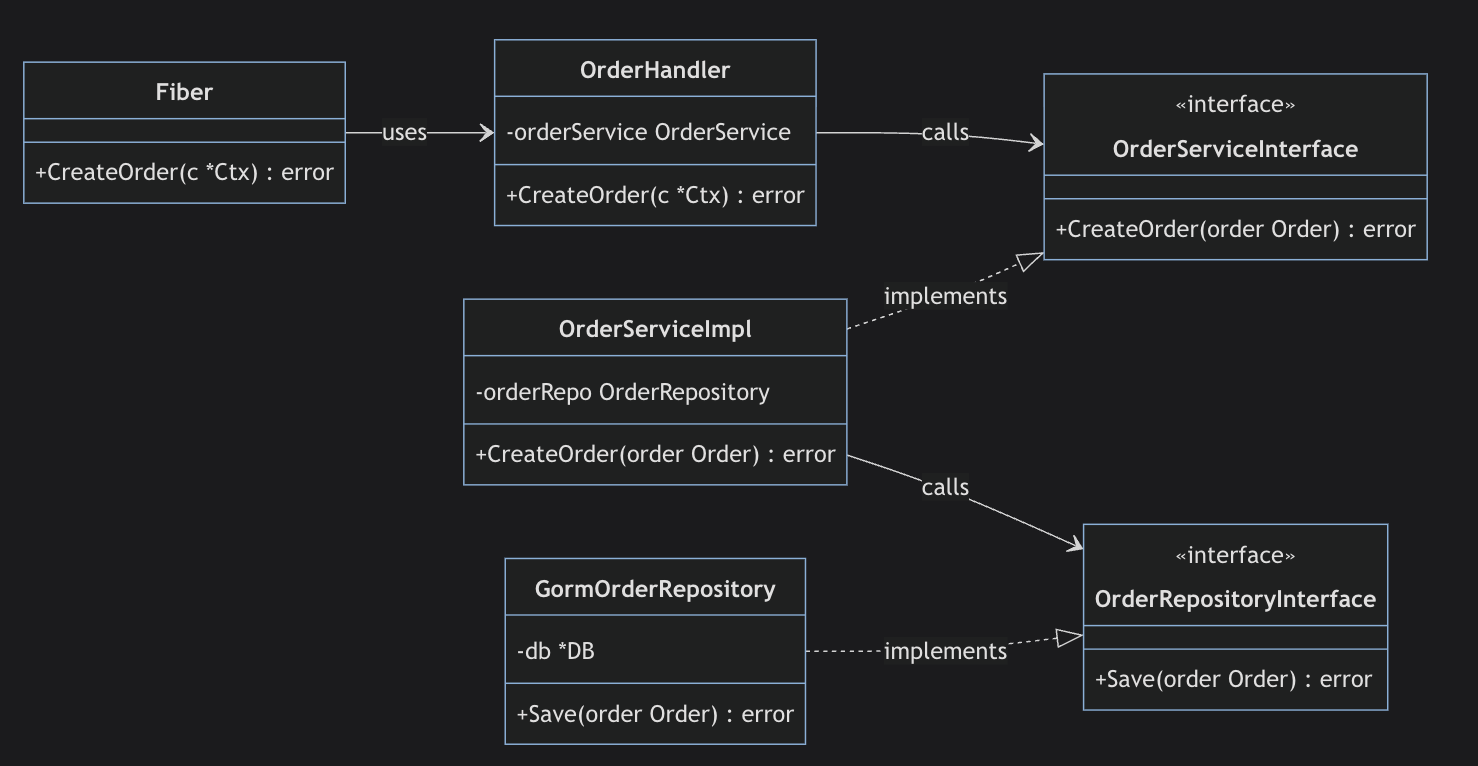 Fiber
+CreateOrder(c *Ctx) : error
uses
OrderHandler
-orderService OrderService
+CreateOrder(c *Ctx) : error
calls
«interface»
OrderServiceInterface
+CreateOrder(order Order) : error
implements
OrderServiceImpl
-orderRepo OrderRepository
+CreateOrder(order Order) : error
calls
«interface»
OrderRepositoryInterface
+Save(order Order) : error
implements
GormOrderRepository
-db *DB
+Save(order Order) : error